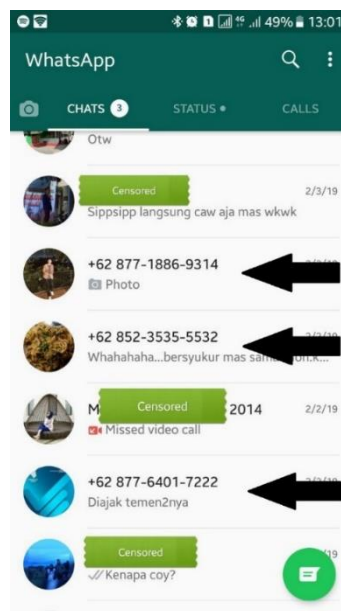 49% 13:01
WhatsApp
CHATS 3
STATUS
CALLS
Otw
Censored
2/3/19
Sippsipp langsung caw aja mas wkwk
+62 877-1886-9314
Photo
+62 852-3535-5532
Whahahaha...bersyukur mas
M Censored 2014
2/2/19
Missed video call
+62 877-6401-7222
Diajak temen2nya
Censored
Kenapa coy?